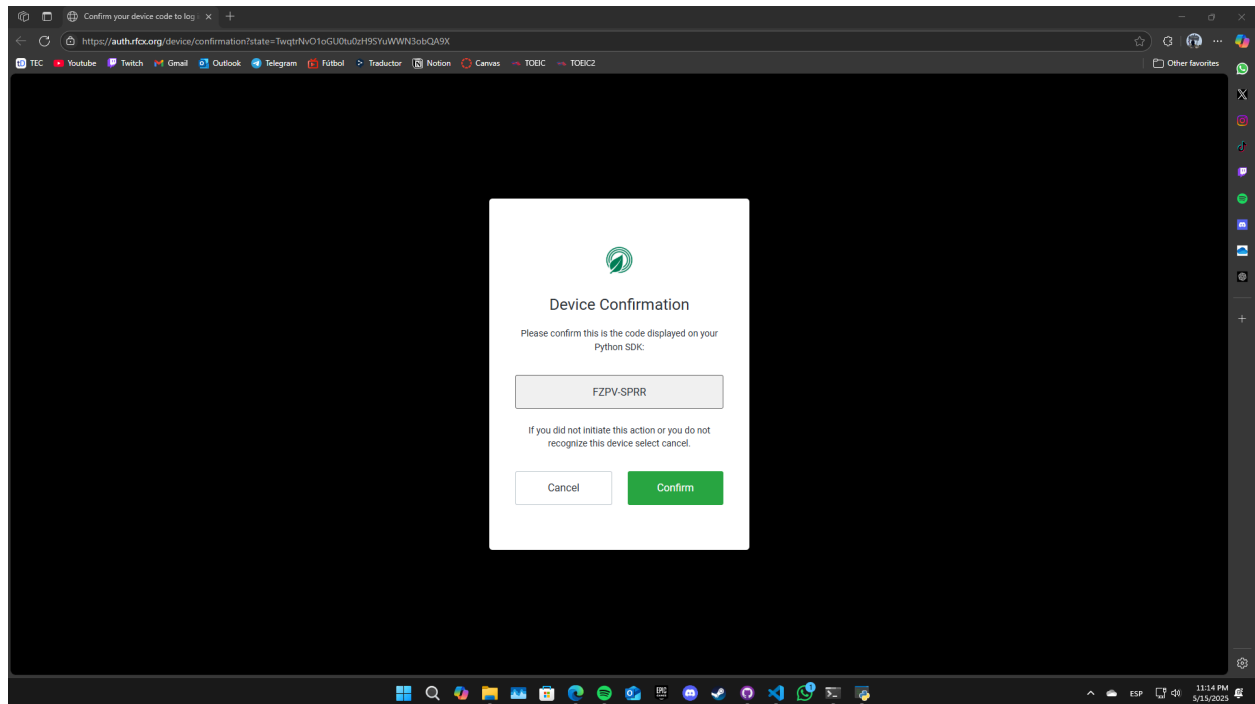 Confirm your device code to log i
https://auth.rfcx.org/device/confirmation?state=TwqtrNvO1oGU0tu0zH9SYuWWN3obQA9X
TEC Youtube Twitch Gmail Outlook Telegram Fútbol Traductor Notion Canvas TOEIC TOEIC2 Other favorites
Device Confirmation
Please confirm this is the code displayed on your
Python SDK:
FZPV-SPRR
If you did not initiate this action or you do not
recognize this device select cancel.
Cancel Confirm
ESP 11:14 PM
5/15/2025